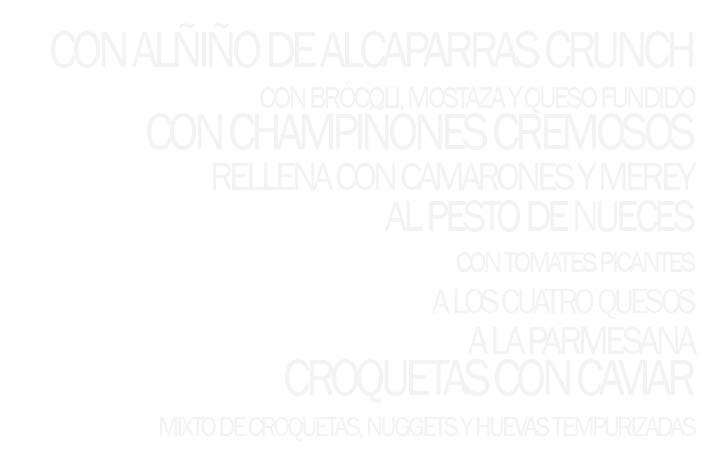 CON ALÑIÑO DE ALCAPARRAS CRUNCH
CON BRÓCQLI, MOSTAZA Y QUESO FUNDIDO
CON CHAMPIÑONES CREMOSOS
RELLENA CON CAMARONES Y MEREY
AL PESTO DE NUECES
CON TOMATES PICANTES
A LOS CUATRO QUESOS
A LA PARMESANA
CROQUETAS CON CAVIAR
MIXTO DE CROQUETAS, NUGGETS Y HUEVAS TEMPURIZADAS